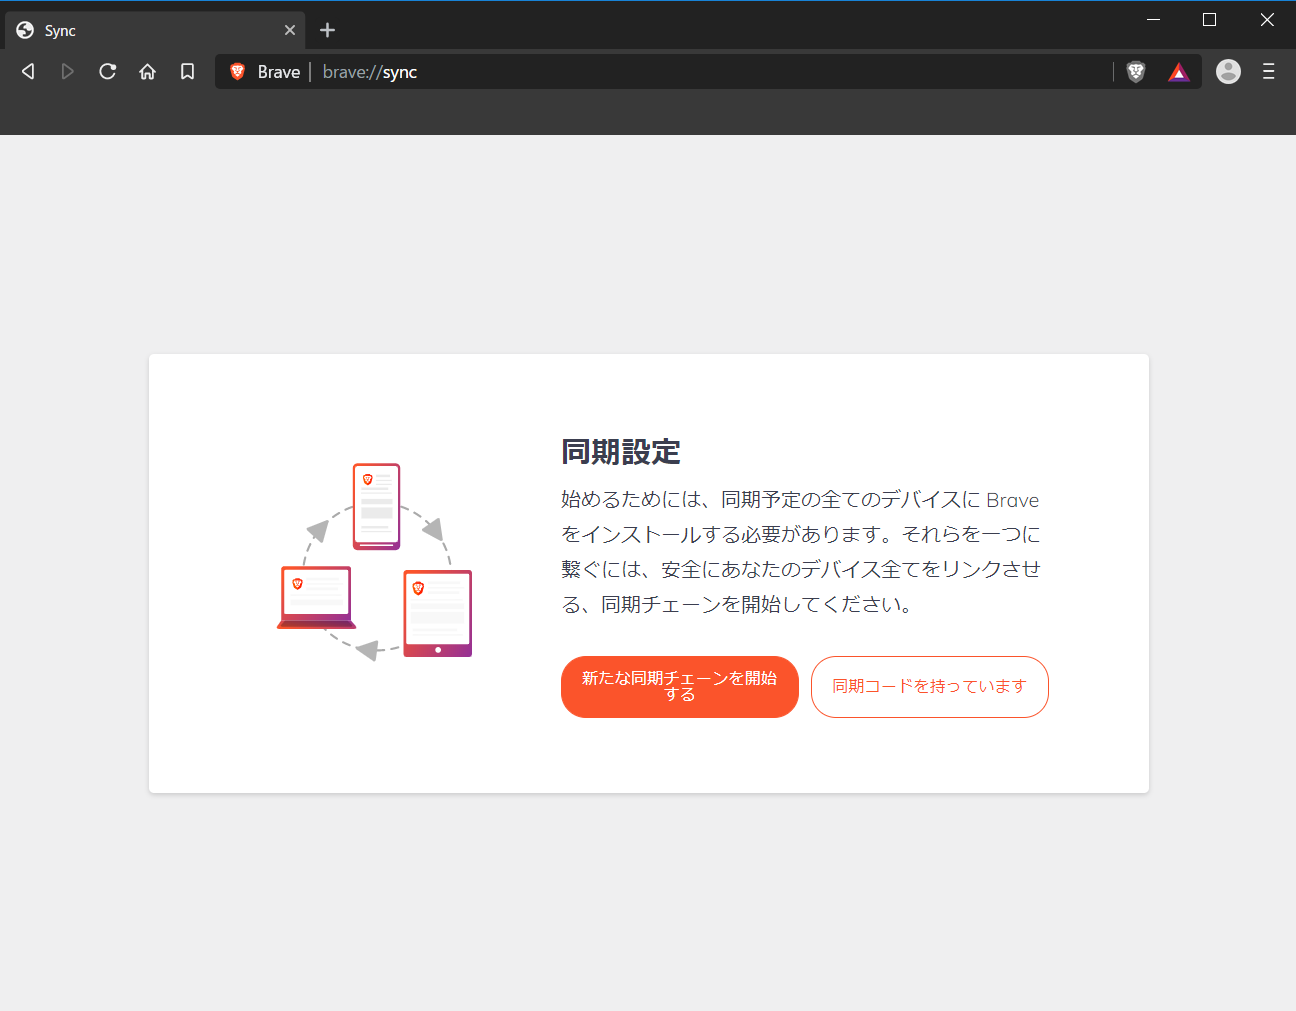 Sync
Brave
brave://sync
同期設定
始めるためには、同期予定の全てのデバイスに Brave
をインストールする必要があります。それらを一つに
繋ぐには、安全にあなたのデバイス全てをリンクさせ
る、同期チェーンを開始してください。
新たな同期チェーンを開始
する
同期コードを持っています